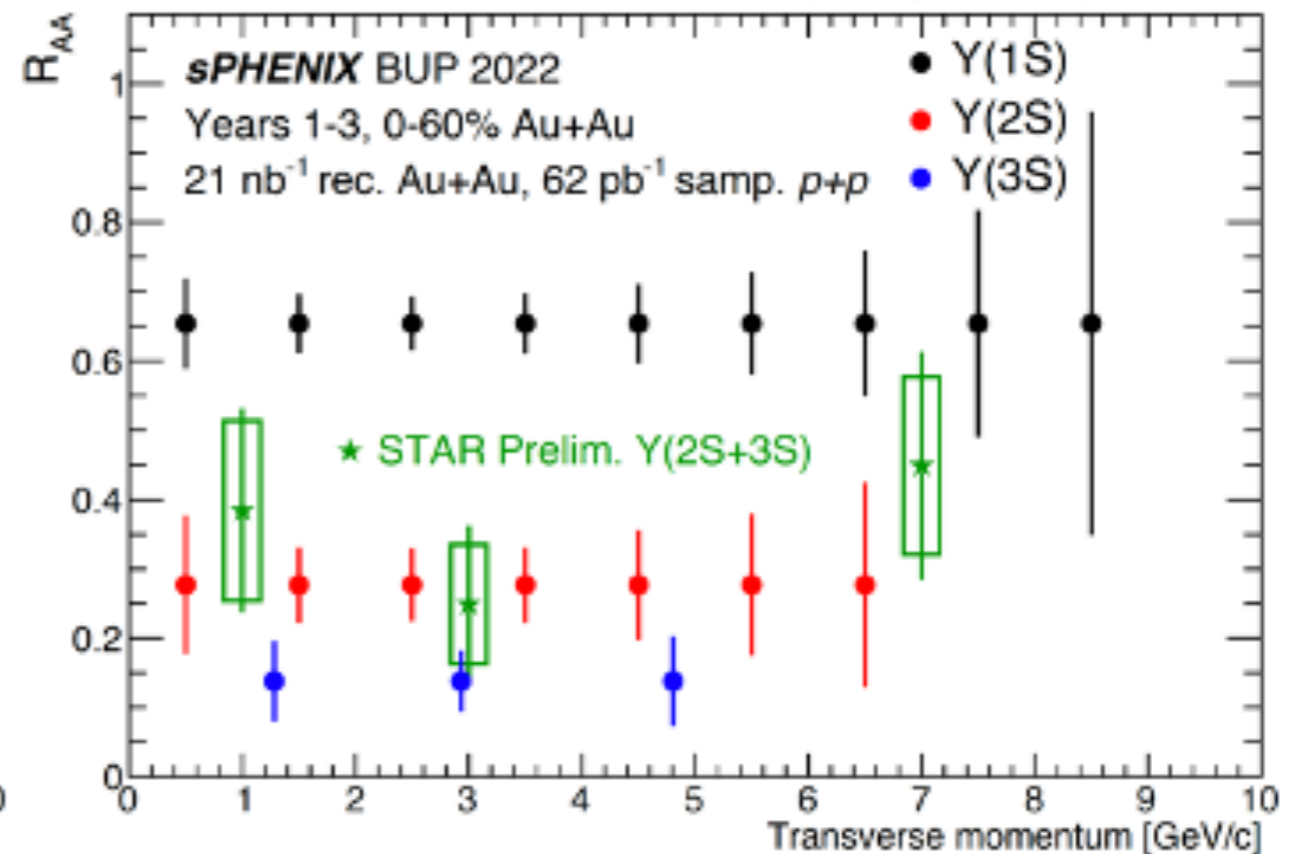 R_AA
sPHENIX BUP 2022
Years 1-3, 0-60% Au+Au
21 nb⁻¹ rec. Au+Au, 62 pb⁻¹ samp. p+p
Υ(1S)
Υ(2S)
Υ(3S)
STAR Prelim. Υ(2S+3S)
1
0.8
0.6
0.4
0.2
0
0 1 2 3 4 5 6 7 8 9 10
Transverse momentum [GeV/c]